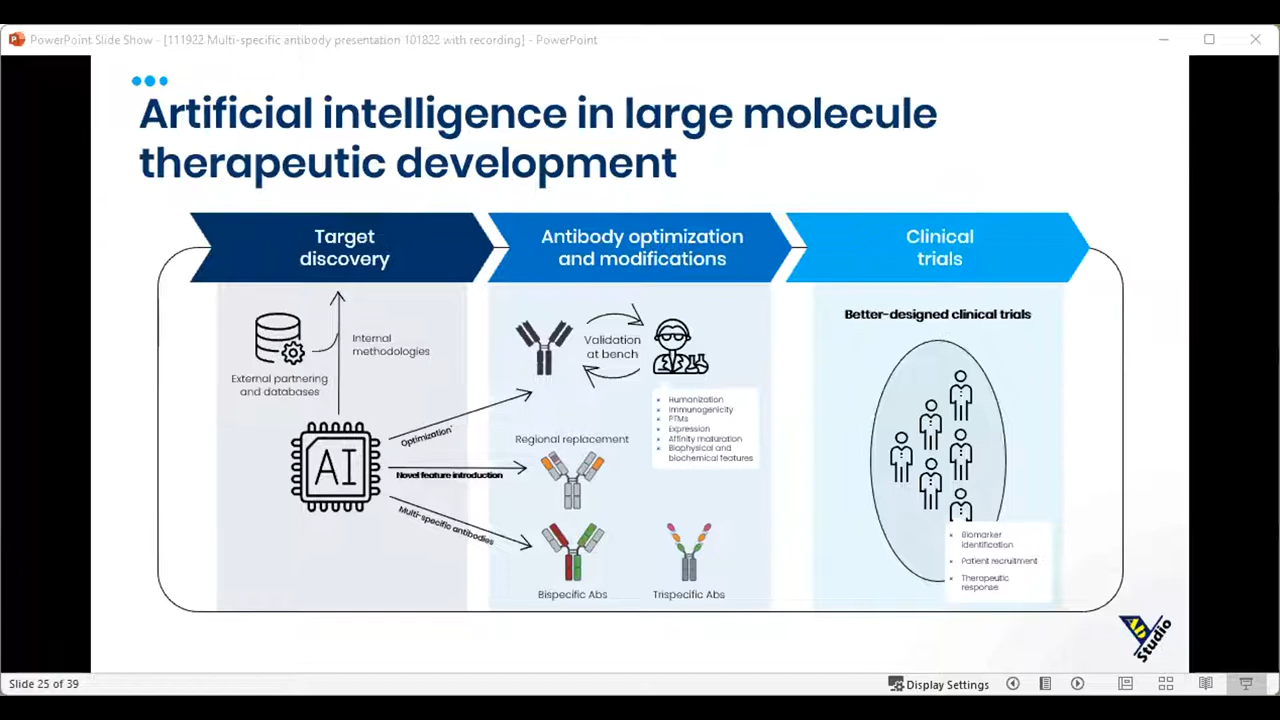 PowerPoint Slide Show - [111922 Multi-specific antibody presentation 101822 with recording] - PowerPoint
Artificial intelligence in large molecule
therapeutic development
Target
discovery
Antibody optimization
and modifications
Clinical
trials
Internal
methodologies
External partnering
and databases
AI
Optimization
Novel feature introduction
Multi-specific antibodies
Validation
at bench
Humanization
Immunogenicity
PTMs
Expression
Affinity maturation
Biophysical and
biochemical features
Regional replacement
Bispecific Abs
Trispecific Abs
Better-designed clinical trials
Biomarker
identification
Patient recruitment
Therapeutic
response
Ab
Studio
Slide 25 of 39
Display Settings